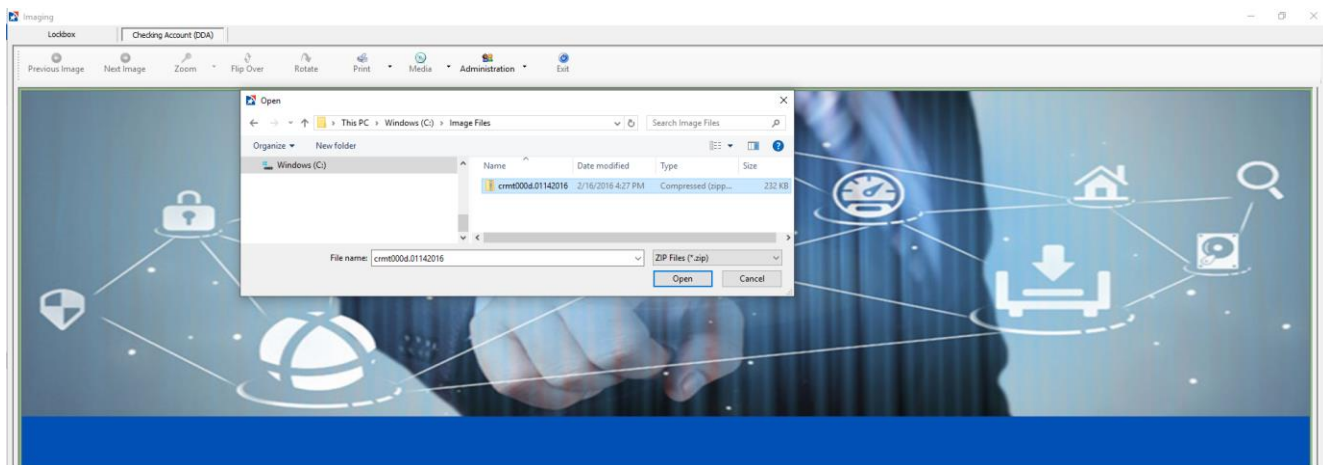 Imaging
Lockbox Checking Account (DDA)
Previous Image Next Image Zoom Flip Over Rotate Print Media Administration Exit
Open
This PC > Windows (C:) > Image Files Search Image Files
Organize New folder
Windows (C:) Name Date modified Type Size
crmt000d.01142016 2/16/2016 4:27 PM Compressed (zipp... 232 KB
File name: crmt000d.01142016 ZIP Files (*.zip)
Open Cancel